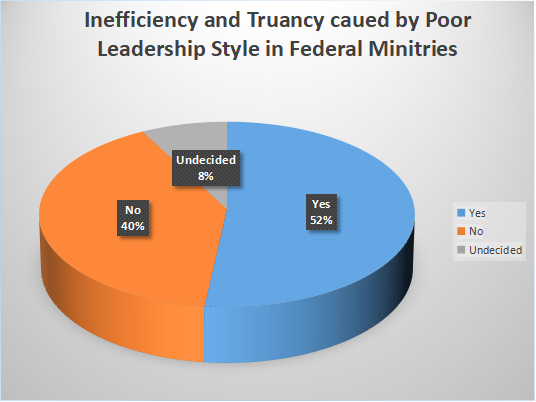 Inefficiency and Truancy caued by Poor
Leadership Style in Federal Minitries
Undecided
8%
No
40%
Yes
52%
Yes
No
Undecided